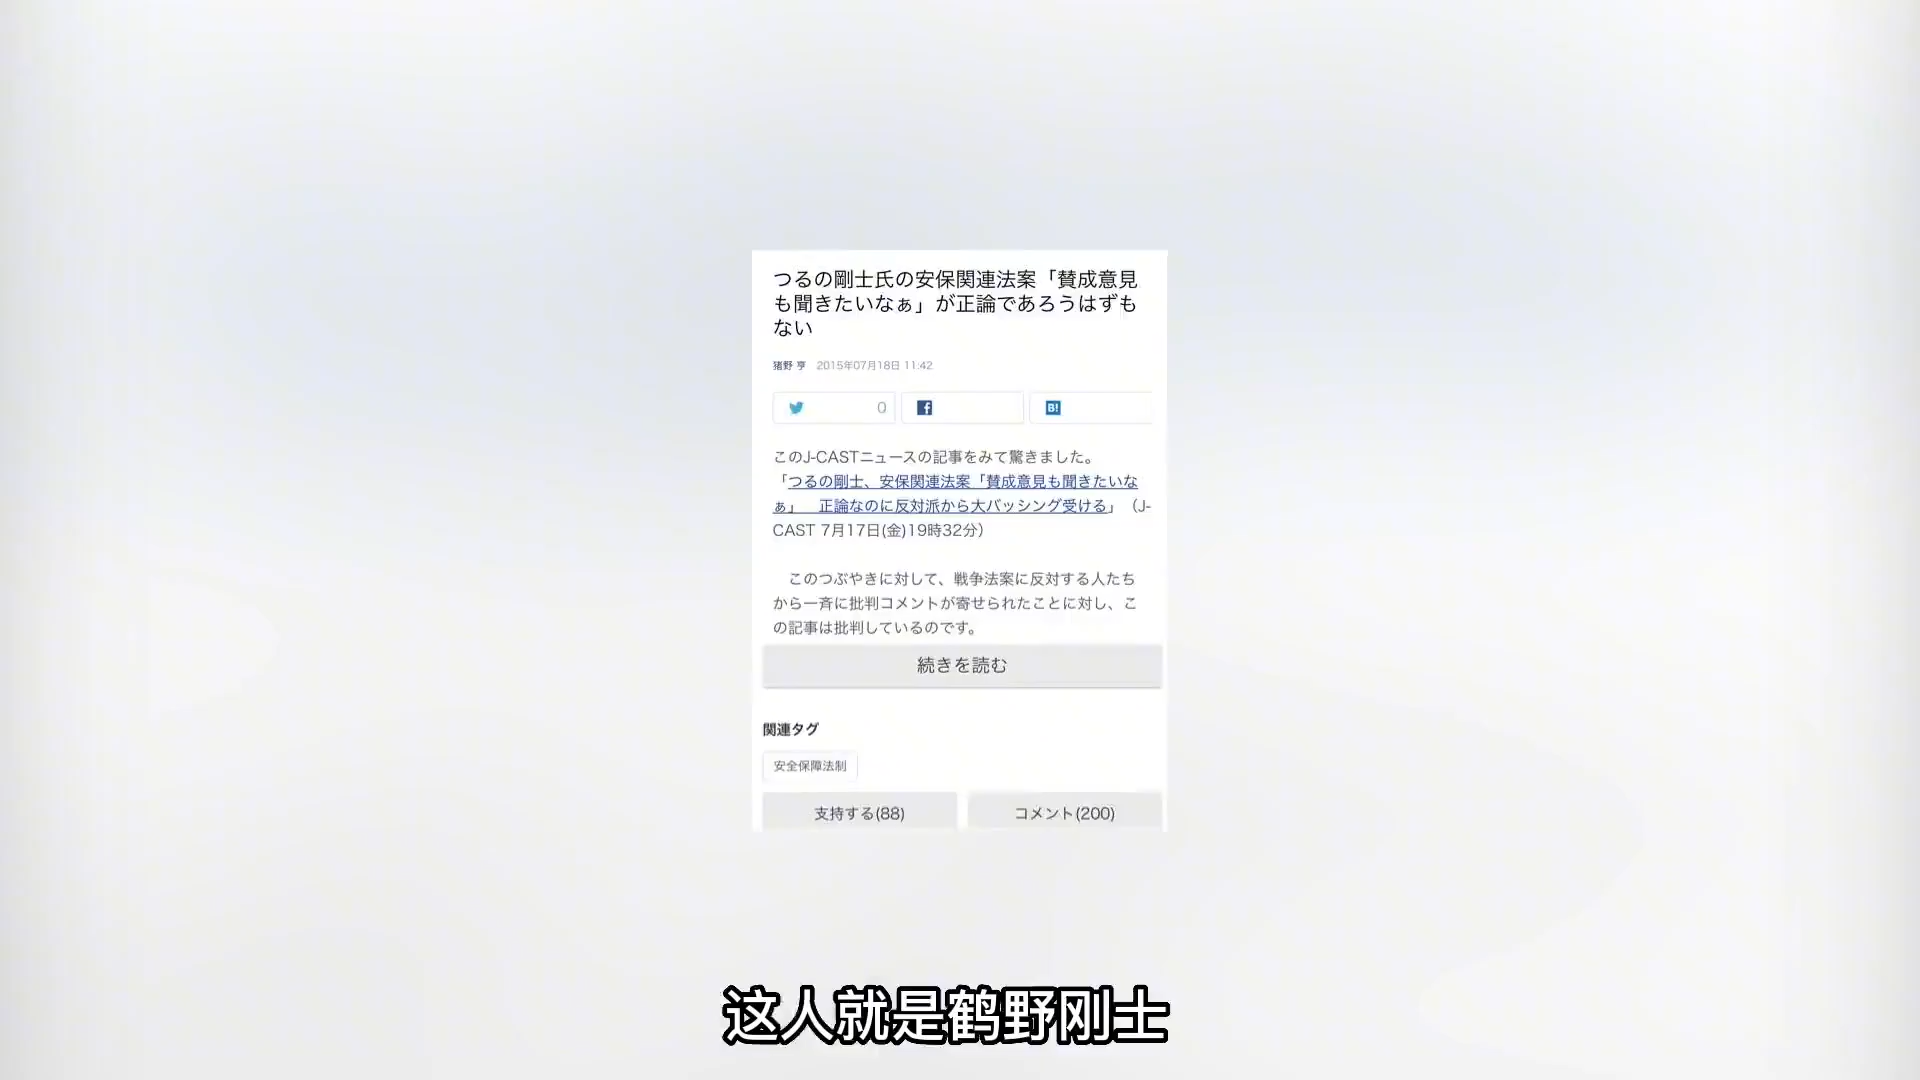 つるの剛士氏の安保関連法案「賛成意見
も聞きたいなぁ」が正論であろうはずも
ない
猪野 亨 2015年07月18日 11:42
0
B!
このJ-CASTニュースの記事をみて驚きました。
「つるの剛士、安保関連法案「賛成意見も聞きたいな
ぁ」　正論なのに反対派から大バッシング受ける」（J-
CAST 7月17日(金)19時32分）
このつぶやきに対して、戦争法案に反対する人たち
から一斉に批判コメントが寄せられたことに対し、こ
の記事は批判しているのです。
続きを読む
関連タグ
安全保障法制
支持する(88)
コメント(200)
这人就是鹤野刚士